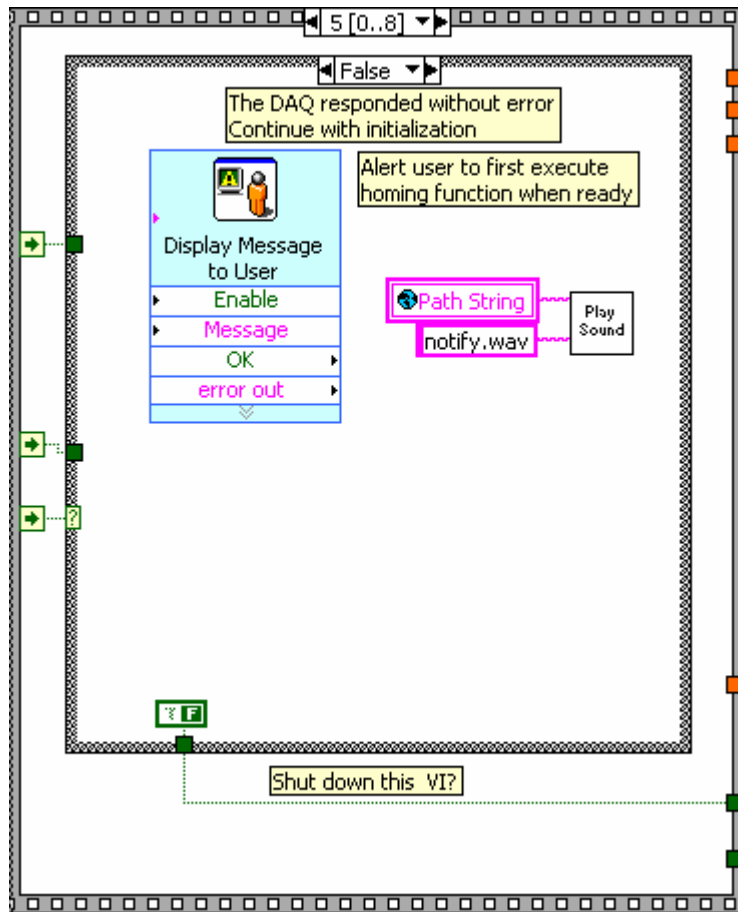 5 [0..8]
False
The DAQ responded without error
Continue with initialization
Alert user to first execute
homing function when ready
A
Display Message
to User
Enable
Message
OK
error out
Path String
notify.wav
Play
Sound
?
F
Shut down this VI?